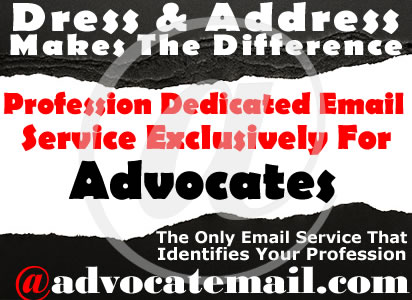 Dress & Address
Makes The Difference
Profession Dedicated Email
Service Exclusively For
Advocates
The Only Email Service That
Identifies Your Profession
@advocatemail.com